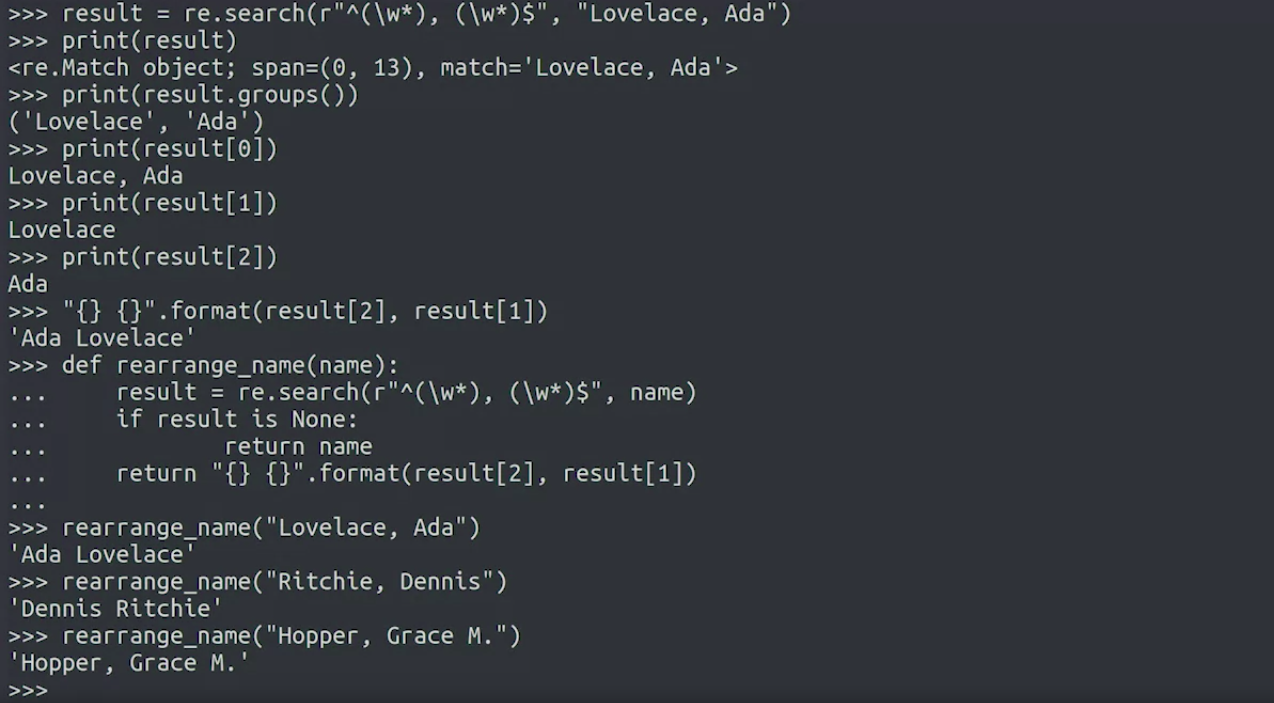 >>> result = re.search(r"^(\w*), (\w*)$", "Lovelace, Ada")
>>> print(result)
<re.Match object; span=(0, 13), match='Lovelace, Ada'>
>>> print(result.groups())
('Lovelace', 'Ada')
>>> print(result[0])
Lovelace, Ada
>>> print(result[1])
Lovelace
>>> print(result[2])
Ada
>>> "{} {}".format(result[2], result[1])
'Ada Lovelace'
>>> def rearrange_name(name):
...     result = re.search(r"^(\w*), (\w*)$", name)
...     if result is None:
...             return name
...     return "{} {}".format(result[2], result[1])
...
>>> rearrange_name("Lovelace, Ada")
'Ada Lovelace'
>>> rearrange_name("Ritchie, Dennis")
'Dennis Ritchie'
>>> rearrange_name("Hopper, Grace M.")
'Hopper, Grace M.'
>>>